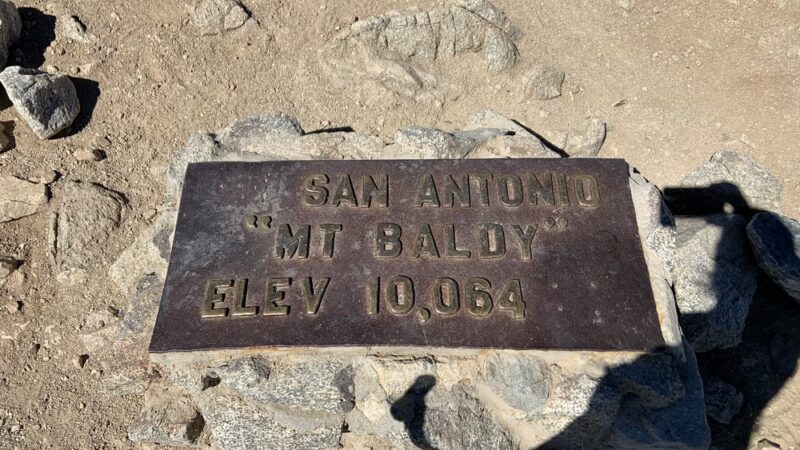 SAN ANTONIO
"MT BALDY"
ELEV 10,064